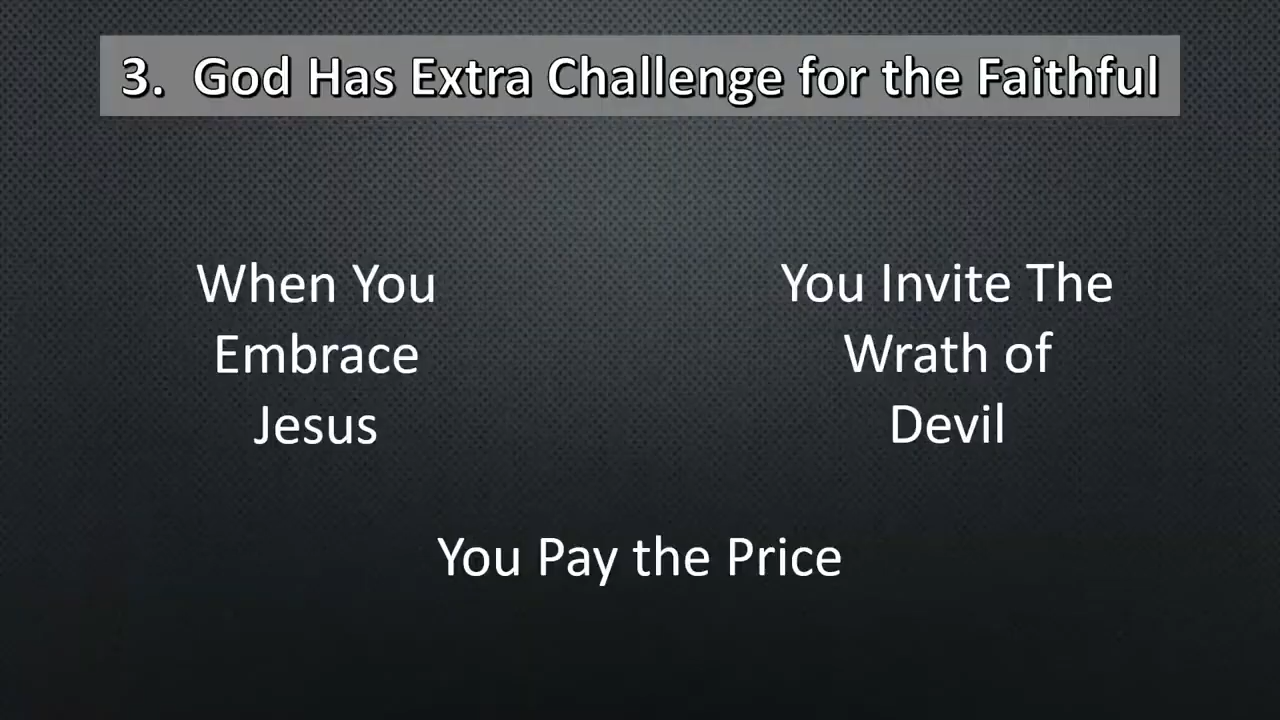 3. God Has Extra Challenge for the Faithful
When You
Embrace
Jesus
You Invite The
Wrath of
Devil
You Pay the Price